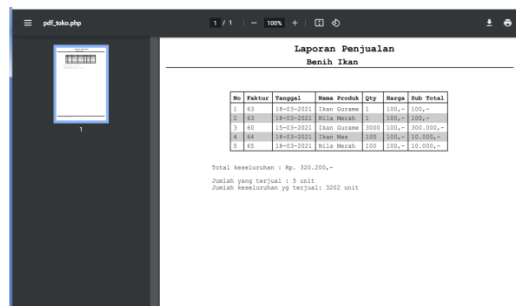 pdf_toko.php
1 / 1
100%
1
Laporan Penjualan
Benih Ikan
No Faktur Tanggal Nama Produk Qty Harga Sub Total
1 63 18-03-2021 Ikan Gurame 1 100,- 100,-
2 63 18-03-2021 Nila Merah 1 100,- 100,-
3 60 15-03-2021 Ikan Gurame 3000 100,- 300.000,-
4 64 18-03-2021 Ikan Mas 100 100,- 10.000,-
5 65 18-03-2021 Nila Merah 100 100,- 10.000,-
Total keseluruhan : Rp. 320.200,-
Jumlah yang terjual : 5 unit
Jumlah keseluruhan yg terjual: 3202 unit